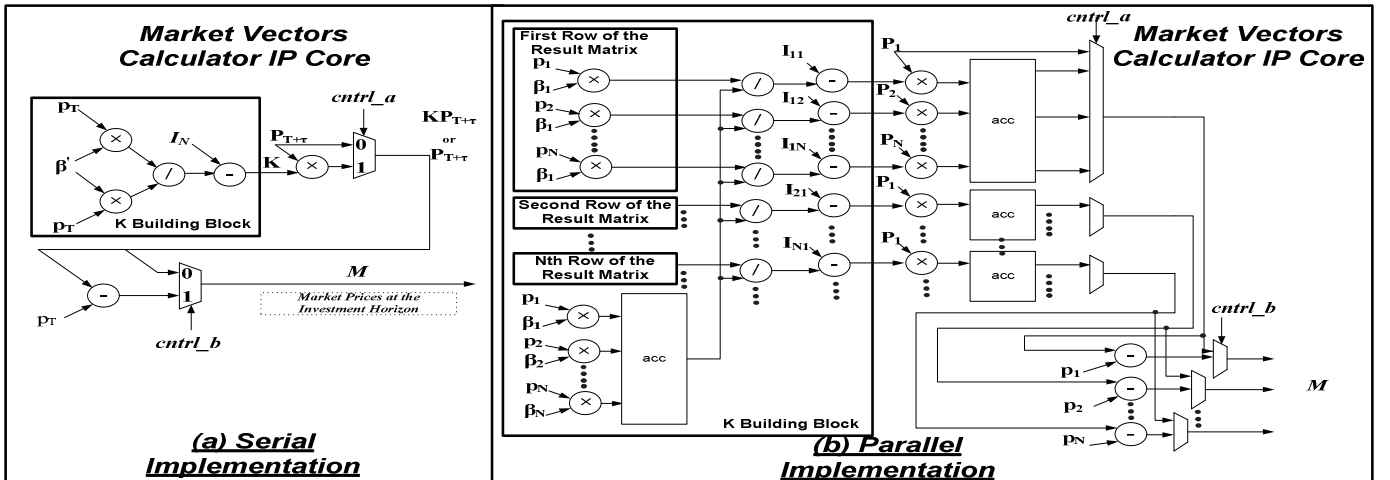 Market Vectors
Calculator IP Core
pT
×
β'
×
pT
/
IN
-
K Building Block
K
PT+τ
×
cntrl_a
0
1
KPT+τ
or
PT+τ
-
pT
0
1
cntrl_b
M
Market Prices at the
Investment Horizon
(a) Serial
Implementation
First Row of the
Result Matrix
p1
β1
×
p2
β1
×
pN
β1
×
Second Row of the
Result Matrix
Nth Row of the
Result Matrix
p1
β1
×
p2
β2
×
pN
βN
×
acc
/
/
/
/
/
I11
-
I12
-
I1N
-
I21
-
IN1
-
K Building Block
P1
×
P2
×
PN
×
P1
×
P1
×
acc
acc
acc
cntrl_a
Market Vectors
Calculator IP Core
cntrl_b
-
p1
-
p2
-
pN
M
(b) Parallel
Implementation